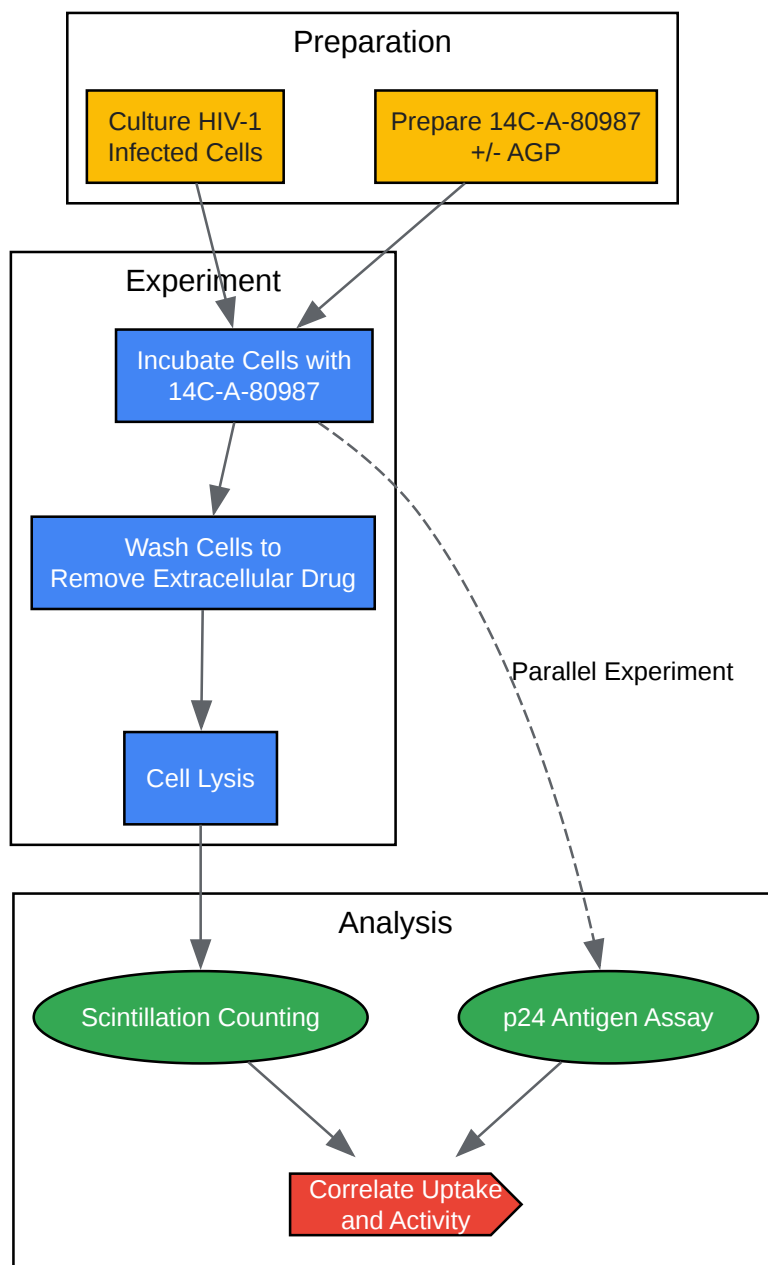 Preparation
Culture HIV-1
Infected Cells
Prepare 14C-A-80987
+/- AGP
Experiment
Incubate Cells with
14C-A-80987
Wash Cells to
Remove Extracellular Drug
Parallel Experiment
Cell Lysis
Analysis
Scintillation Counting
p24 Antigen Assay
Correlate Uptake
and Activity